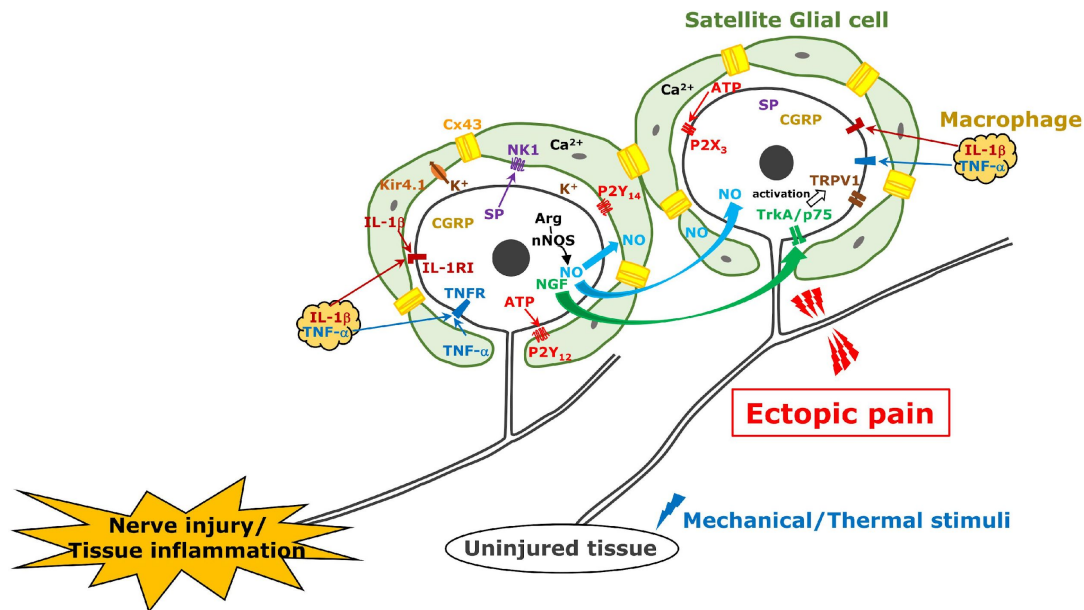 Satellite Glial cell
Ca²⁺
ATP
SP
CGRP
P2X₃
Macrophage
IL-1β
TNF-α
TRPV1
activation
NO
TrkA/p75
NO
Cx43
NK1
Ca²⁺
Kir4.1
K⁺
K⁺
P2Y₁₄
SP
CGRP
IL-1β
Arg
nNOS
NO
IL-1RI
NO
NGF
TNFR
ATP
IL-1β
TNF-α
TNF-α
P2Y₁₂
Ectopic pain
Nerve injury/
Tissue inflammation
Mechanical/Thermal stimuli
Uninjured tissue